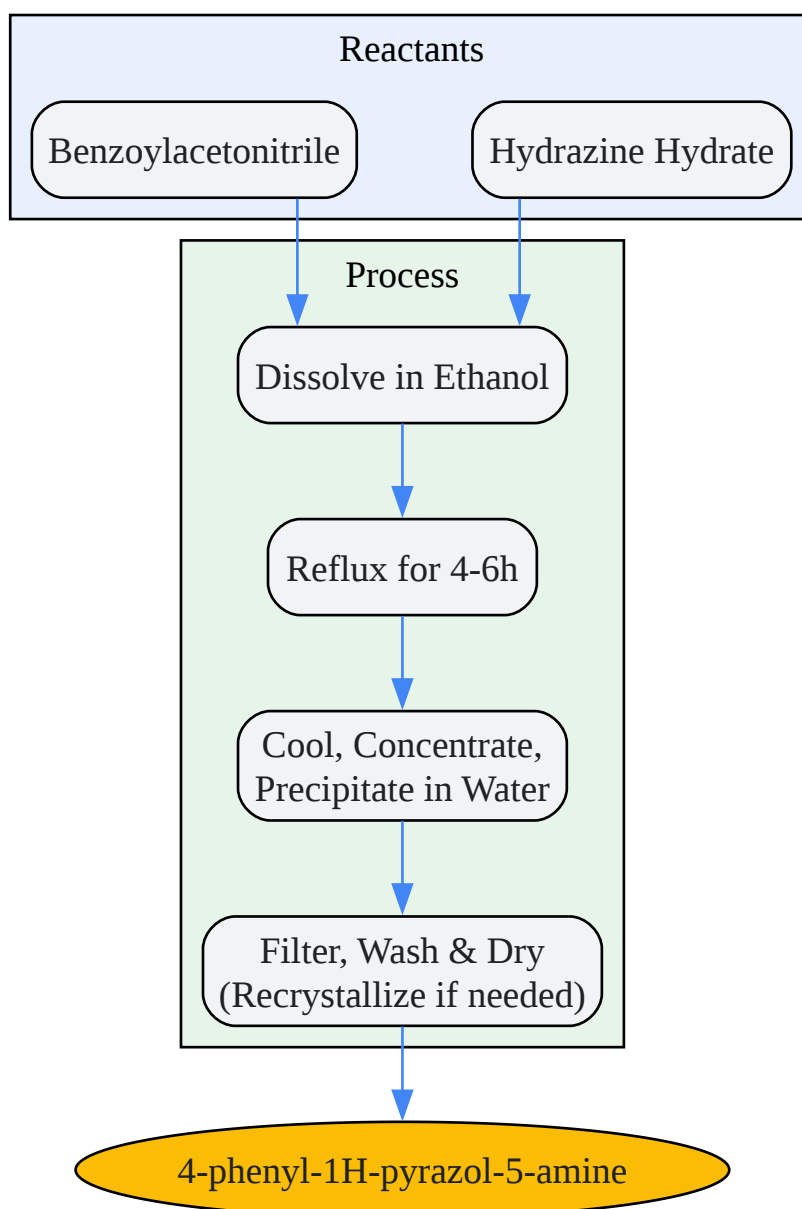 Reactants
Benzoylacetonitrile
Hydrazine Hydrate
Process
Dissolve in Ethanol
Reflux for 4-6h
Cool, Concentrate,
Precipitate in Water
Filter, Wash & Dry
(Recrystallize if needed)
4-phenyl-1H-pyrazol-5-amine